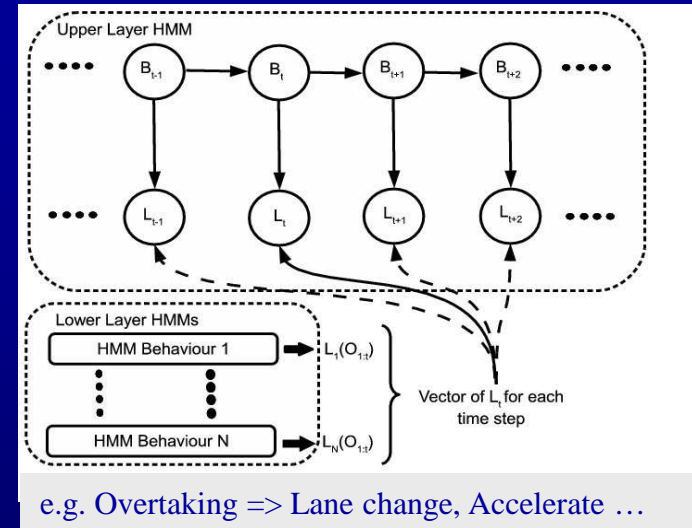 Upper Layer HMM
B_{t-1} B_t B_{t+1} B_{t+2}
L_{t-1} L_t L_{t+1} L_{t+2}
Lower Layer HMMs
HMM Behaviour 1
L_1(O_{1:t})
Vector of L_t for each
time step
HMM Behaviour N
L_N(O_{1:t})
e.g. Overtaking => Lane change, Accelerate …